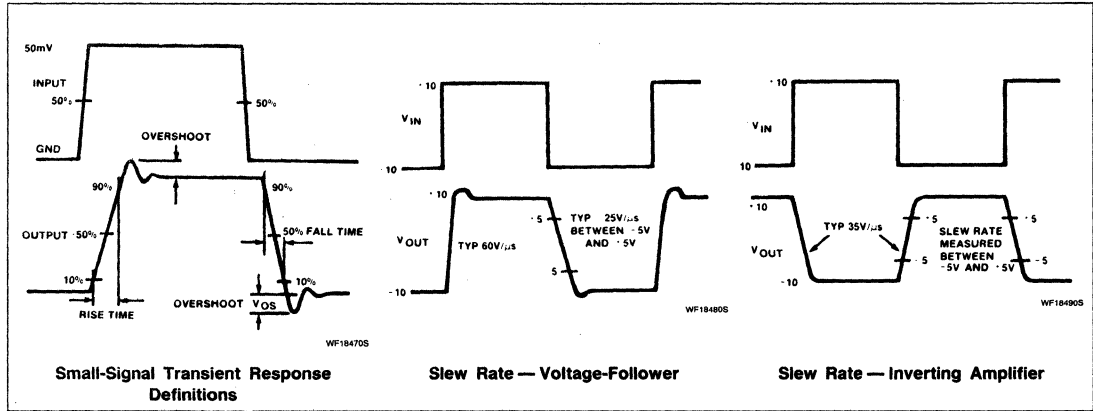 50mV
INPUT
50%
50%
GND
OVERSHOOT
90%
90%
OUTPUT
50%
50% FALL TIME
10%
10%
OVERSHOOT
VOS
RISE TIME
WF18470S
Small-Signal Transient Response
Definitions
· 10
VIN
10
· 10
· 5
TYP 25V/µs
BETWEEN -5V
AND · 5V
VOUT
TYP 60V/µs
5
- 10
WF18480S
Slew Rate — Voltage-Follower
· 10
VIN
10
· 10
· 5
· 5
TYP 35V/µs
SLEW RATE
MEASURED
BETWEEN
-5V AND · 5V
VOUT
- 5
- 5
- 10
WF18490S
Slew Rate — Inverting Amplifier